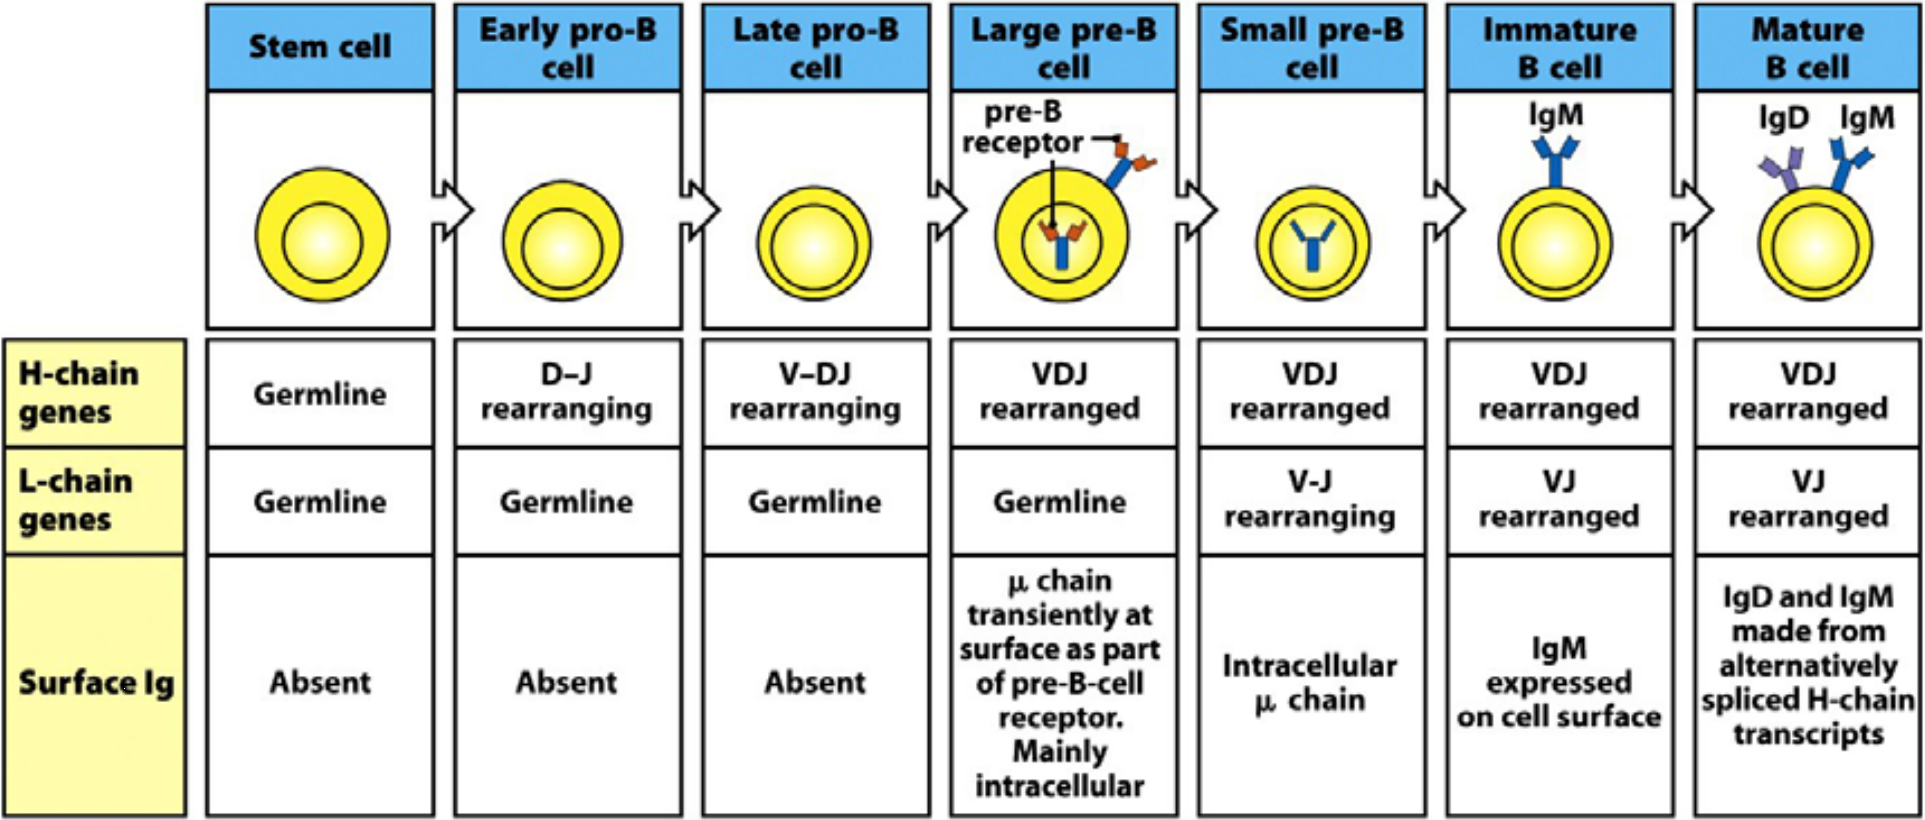 Stem cell
Early pro-B
cell
Late pro-B
cell
Large pre-B
cell
Small pre-B
cell
Immature
B cell
Mature
B cell
pre-B
receptor
IgM
IgD
IgM
H-chain
genes
Germline
D–J
rearranging
V–DJ
rearranging
VDJ
rearranged
VDJ
rearranged
VDJ
rearranged
VDJ
rearranged
L-chain
genes
Germline
Germline
Germline
Germline
V-J
rearranging
VJ
rearranged
VJ
rearranged
Surface Ig
Absent
Absent
Absent
μ chain
transiently at
surface as part
of pre-B-cell
receptor.
Mainly
intracellular
Intracellular
μ chain
IgM
expressed
on cell surface
IgD and IgM
made from
alternatively
spliced H-chain
transcripts